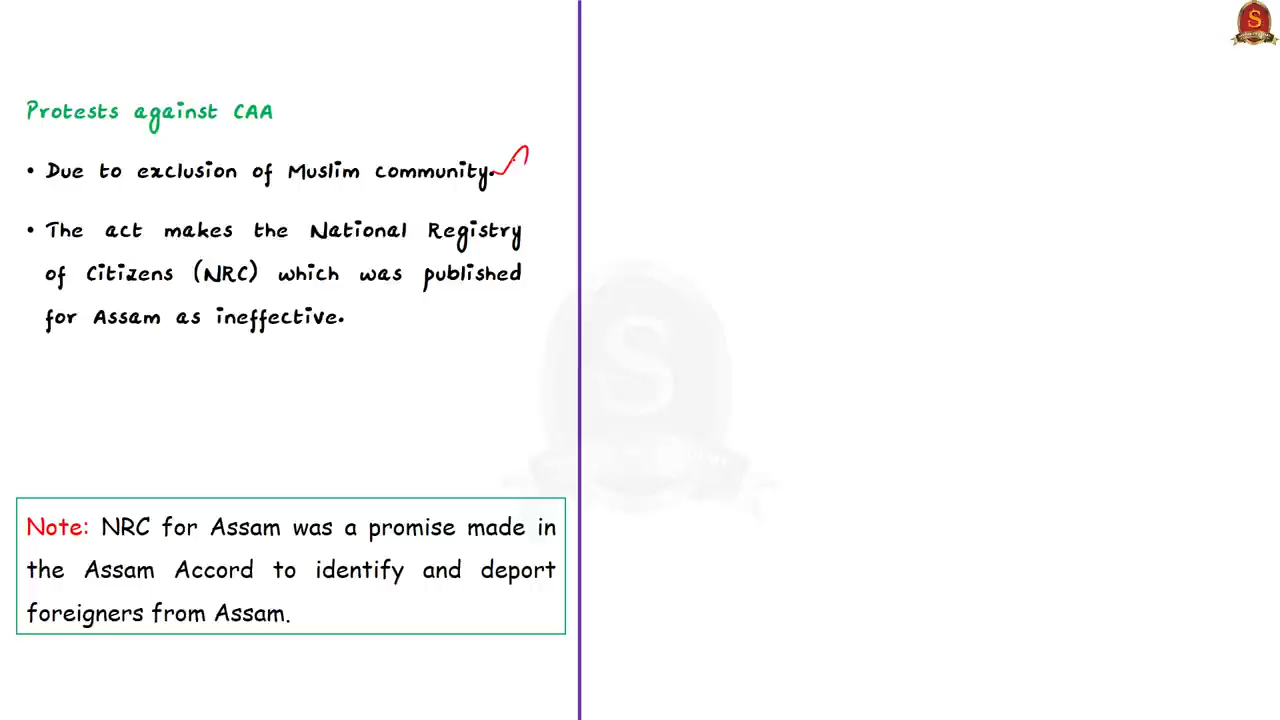 Protests against CAA
• Due to exclusion of Muslim community.
• The act makes the National Registry
of Citizens (NRC) which was published
for Assam as ineffective.
Note: NRC for Assam was a promise made in
the Assam Accord to identify and deport
foreigners from Assam.
S
S